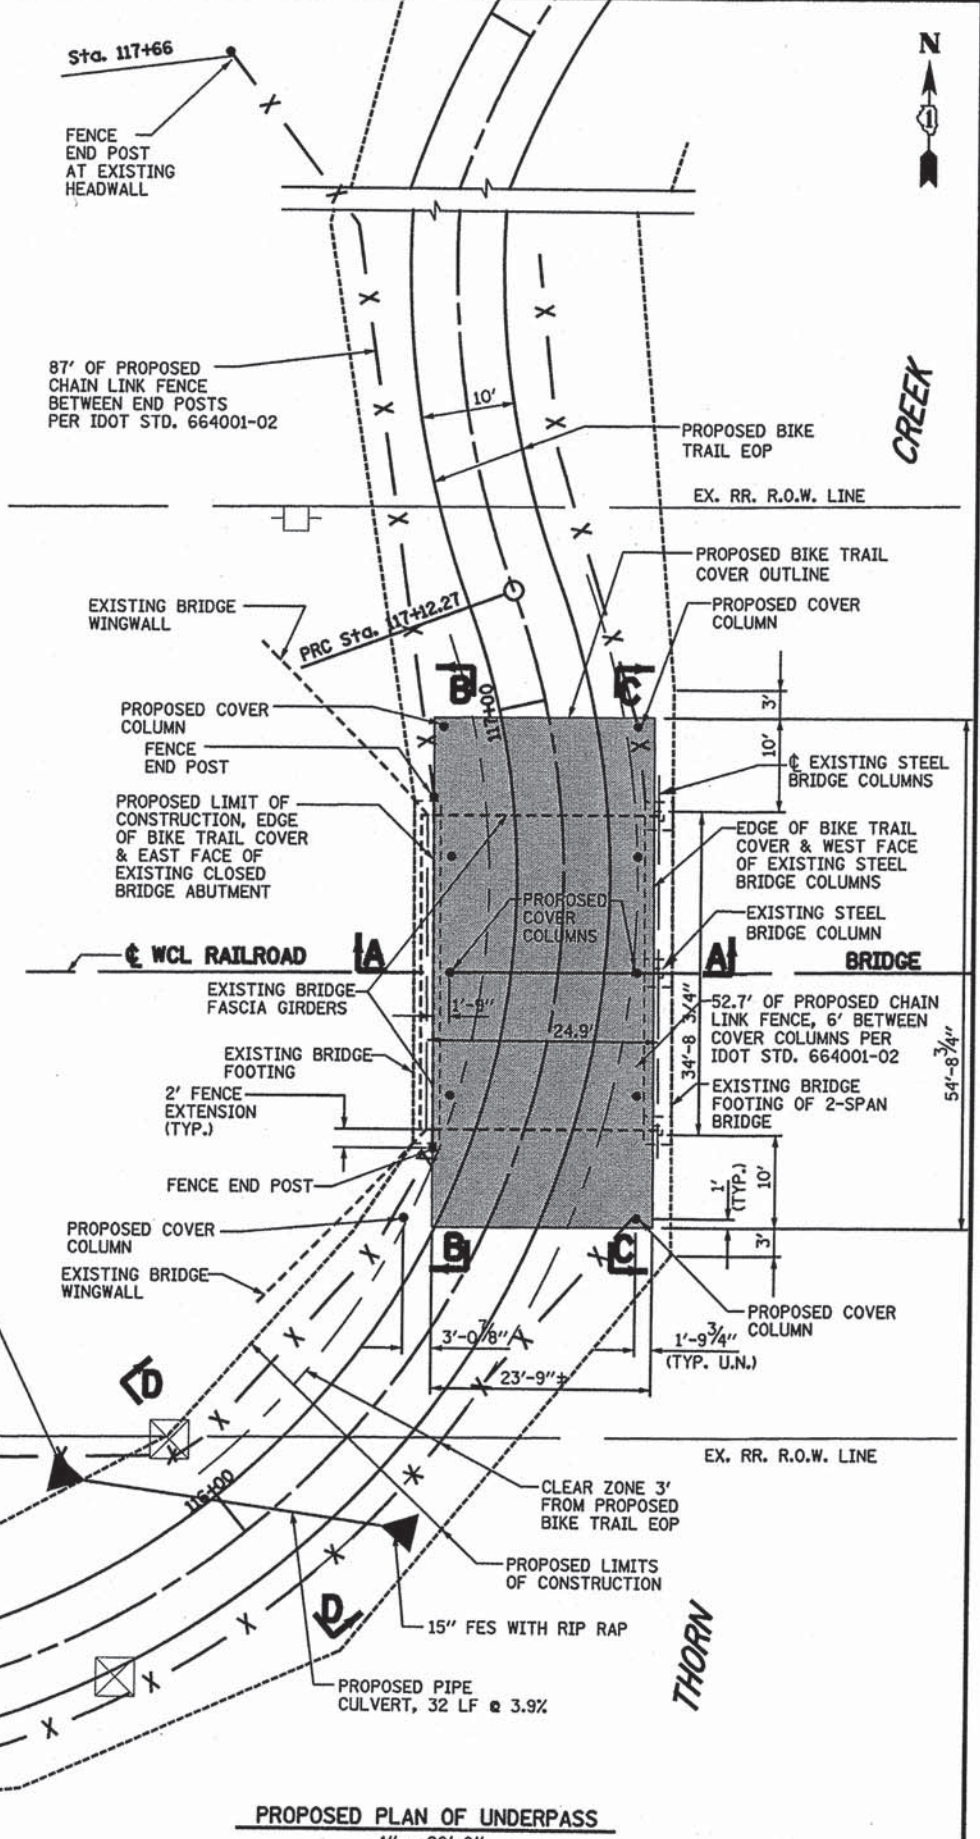 Sta. 117+66
N
1
FENCE
END POST
AT EXISTING
HEADWALL
87' OF PROPOSED
CHAIN LINK FENCE
BETWEEN END POSTS
PER IDOT STD. 664001-02
10'
CREEK
PROPOSED BIKE
TRAIL EOP
EX. RR. R.O.W. LINE
PROPOSED BIKE TRAIL
COVER OUTLINE
EXISTING BRIDGE
WINGWALL
PRC Sta. 117+12.27
PROPOSED COVER
COLUMN
B
C
117+00
3'
10'
PROPOSED COVER
COLUMN
FENCE
END POST
℄ EXISTING STEEL
BRIDGE COLUMNS
PROPOSED LIMIT OF
CONSTRUCTION, EDGE
OF BIKE TRAIL COVER
& EAST FACE OF
EXISTING CLOSED
BRIDGE ABUTMENT
EDGE OF BIKE TRAIL
COVER & WEST FACE
OF EXISTING STEEL
BRIDGE COLUMNS
PROPOSED
COVER
COLUMNS
EXISTING STEEL
BRIDGE COLUMN
℄ WCL RAILROAD
A
A
BRIDGE
EXISTING BRIDGE
FASCIA GIRDERS
1'-9"
24.9'
34'-8 3/4"
52.7' OF PROPOSED CHAIN
LINK FENCE, 6' BETWEEN
COVER COLUMNS PER
IDOT STD. 664001-02
54'-8 3/4"
EXISTING BRIDGE
FOOTING
2' FENCE
EXTENSION
(TYP.)
EXISTING BRIDGE
FOOTING OF 2-SPAN
BRIDGE
FENCE END POST
1'
(TYP.)
10'
3'
PROPOSED COVER
COLUMN
EXISTING BRIDGE
WINGWALL
B
C
PROPOSED COVER
COLUMN
3'-0 7/8"
1'-9 3/4"
(TYP. U.N.)
23'-9"±
D
EX. RR. R.O.W. LINE
116+00
CLEAR ZONE 3'
FROM PROPOSED
BIKE TRAIL EOP
PROPOSED LIMITS
OF CONSTRUCTION
D
15" FES WITH RIP RAP
THORN
PROPOSED PIPE
CULVERT, 32 LF @ 3.9%
PROPOSED PLAN OF UNDERPASS